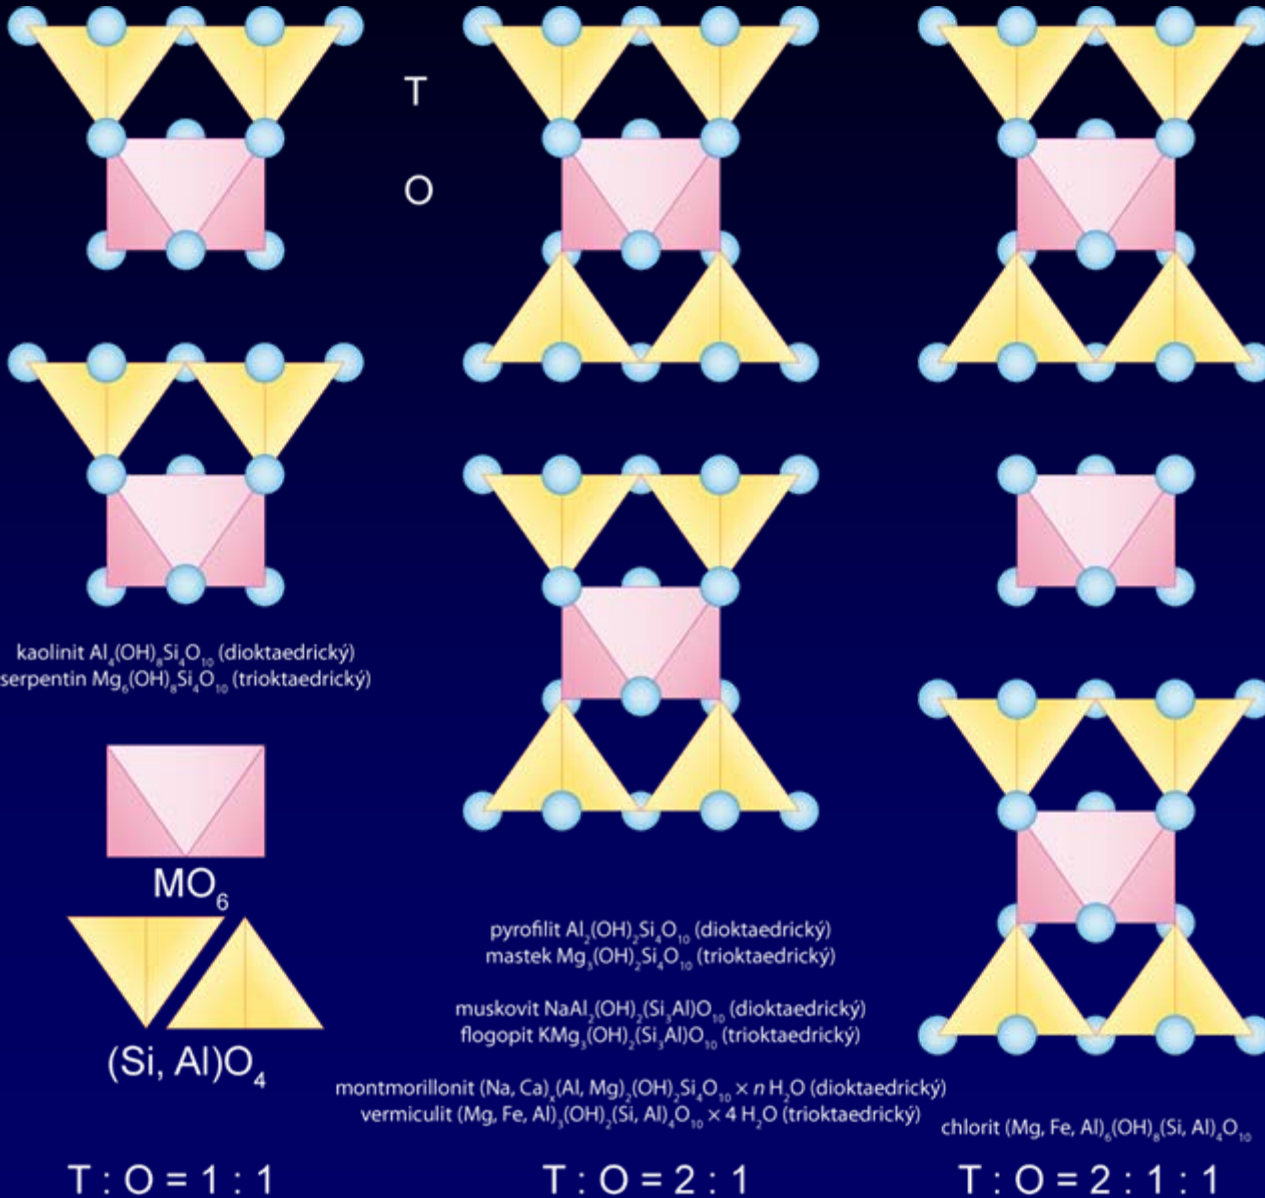 T
O
kaolinit Al₄(OH)₈Si₄O₁₀ (dioktaedrický)
serpentin Mg₆(OH)₈Si₄O₁₀ (trioktaedrický)
MO₆
(Si, Al)O₄
T : O = 1 : 1
pyrofilit Al₂(OH)₂Si₄O₁₀ (dioktaedrický)
mastek Mg₃(OH)₂Si₄O₁₀ (trioktaedrický)
muskovit NaAl₂(OH)₂(Si₃Al)O₁₀ (dioktaedrický)
flogopit KMg₃(OH)₂(Si₃Al)O₁₀ (trioktaedrický)
montmorillonit (Na, Ca)ₓ(Al, Mg)₂(OH)₂Si₄O₁₀ × n H₂O (dioktaedrický)
vermiculit (Mg, Fe, Al)₃(OH)₂(Si, Al)₄O₁₀ × 4 H₂O (trioktaedrický)
T : O = 2 : 1
chlorit (Mg, Fe, Al)₆(OH)₈(Si, Al)₄O₁₀
T : O = 2 : 1 : 1